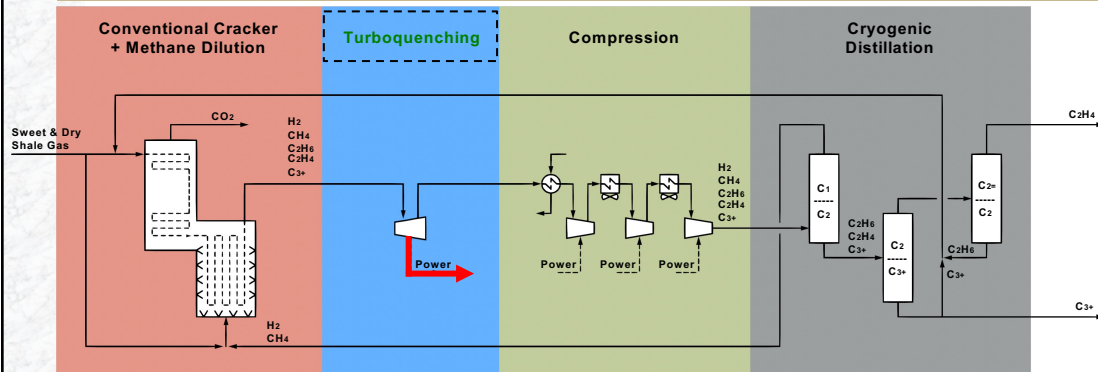 Conventional Cracker
+ Methane Dilution
Turboquenching
Compression
Cryogenic
Distillation
Sweet & Dry
Shale Gas
CO2
H2
CH4
C2H6
C2H4
C3+
Power
H2
CH4
Power
Power
Power
H2
CH4
C2H6
C2H4
C3+
C1
-----
C2
C2H6
C2H4
C3+
C2
-----
C3+
C2=
-----
C2
C2H6
C3+
C2H4
C3+